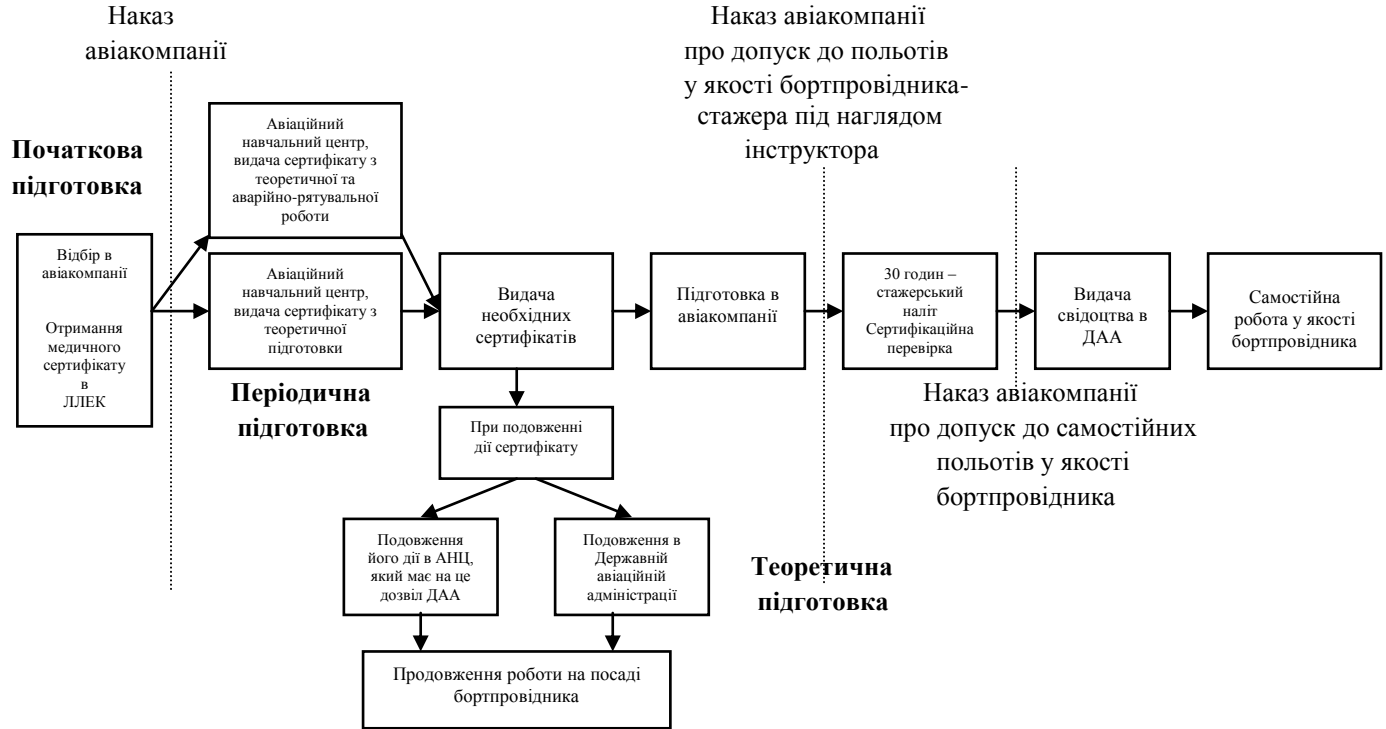 Наказ
авіакомпанії
Наказ авіакомпанії
про допуск до польотів
у якості бортпровідника-
стажера під наглядом
інструктора
Початкова
підготовка
Авіаційний
навчальний центр,
видача сертифікату з
теоретичної та
аварійно-рятувальної
роботи
Відбір в
авіакомпанії
Отримання
медичного
сертифікату
в
ЛЛЕК
Авіаційний
навчальний центр,
видача сертифікату з
теоретичної
підготовки
Видача
необхідних
сертифікатів
Підготовка в
авіакомпанії
30 годин –
стажерський
наліт
Сертифікаційна
перевірка
Видача
свідоцтва в
ДАА
Самостійна
робота у якості
бортпровідника
Періодична
підготовка
Наказ авіакомпанії
про допуск до самостійних
польотів у якості
бортпровідника
При подовженні
дії сертифікату
Подовження
його дії в АНЦ,
який має на це
дозвіл ДАА
Подовження в
Державній
авіаційній
адміністрації
Теоретична
підготовка
Продовження роботи на посаді
бортпровідника